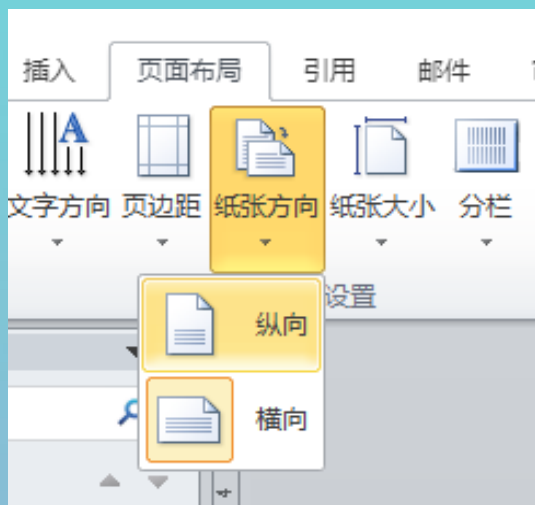 插入 页面布局 引用 邮件
文字方向 页边距 纸张方向 纸张大小 分栏
设置
纵向
横向